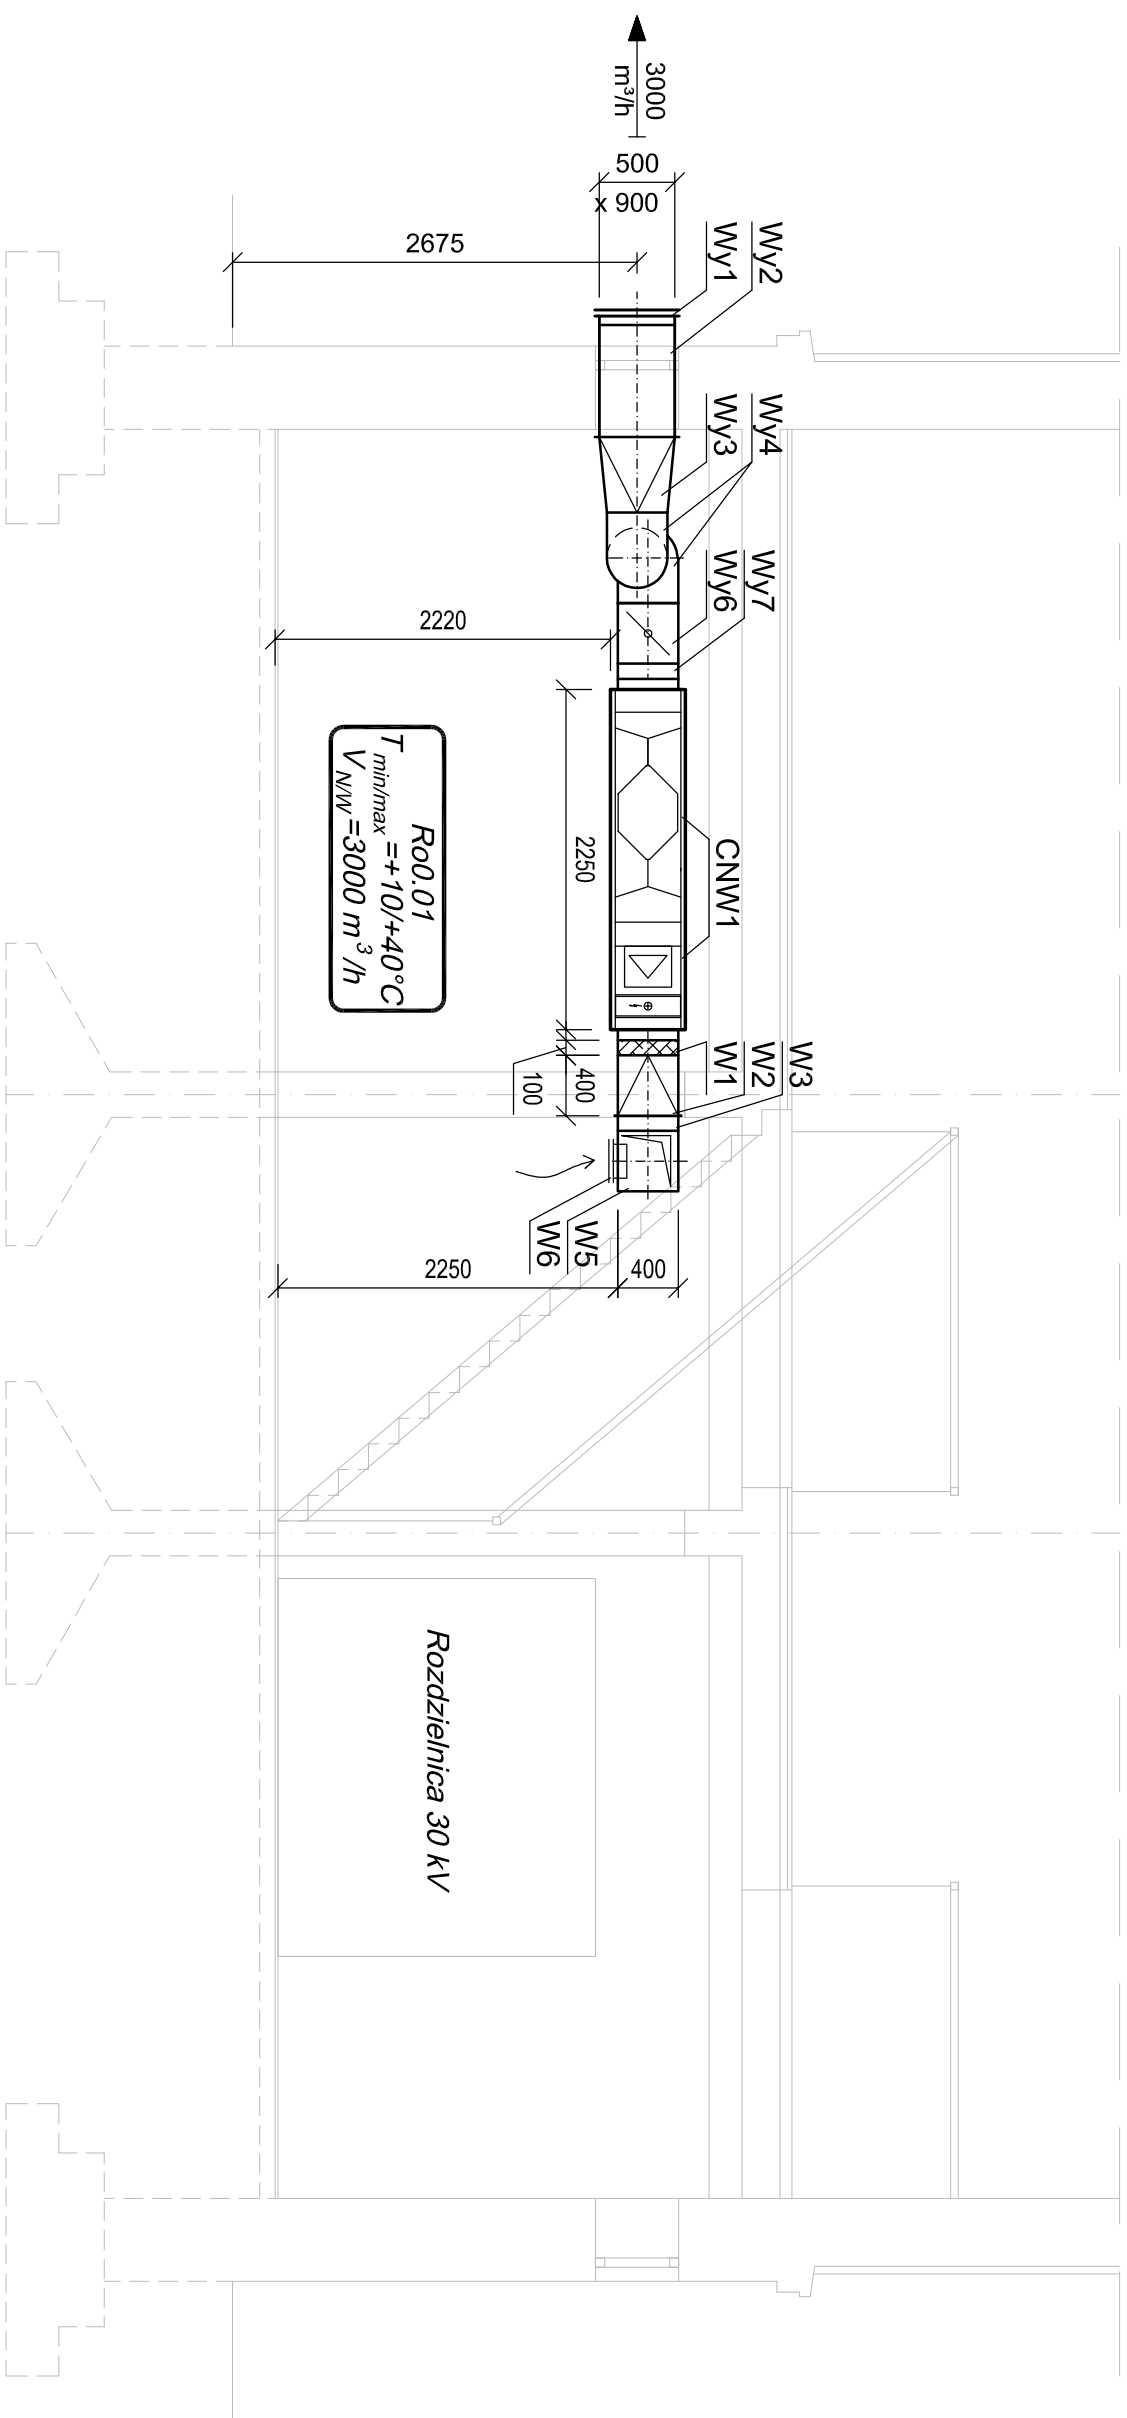 3000
m³/h
500
x 900
2675
Wy2
Wy1
Wy4
Wy3
Wy7
Wy6
2220
CNW1
2250
Ro0.01
T min/max =+10/+40°C
V N/W =3000 m³/h
W3
W2
W1
400
100
W5
W6
2250
400
Rozdzielnica 30 kV